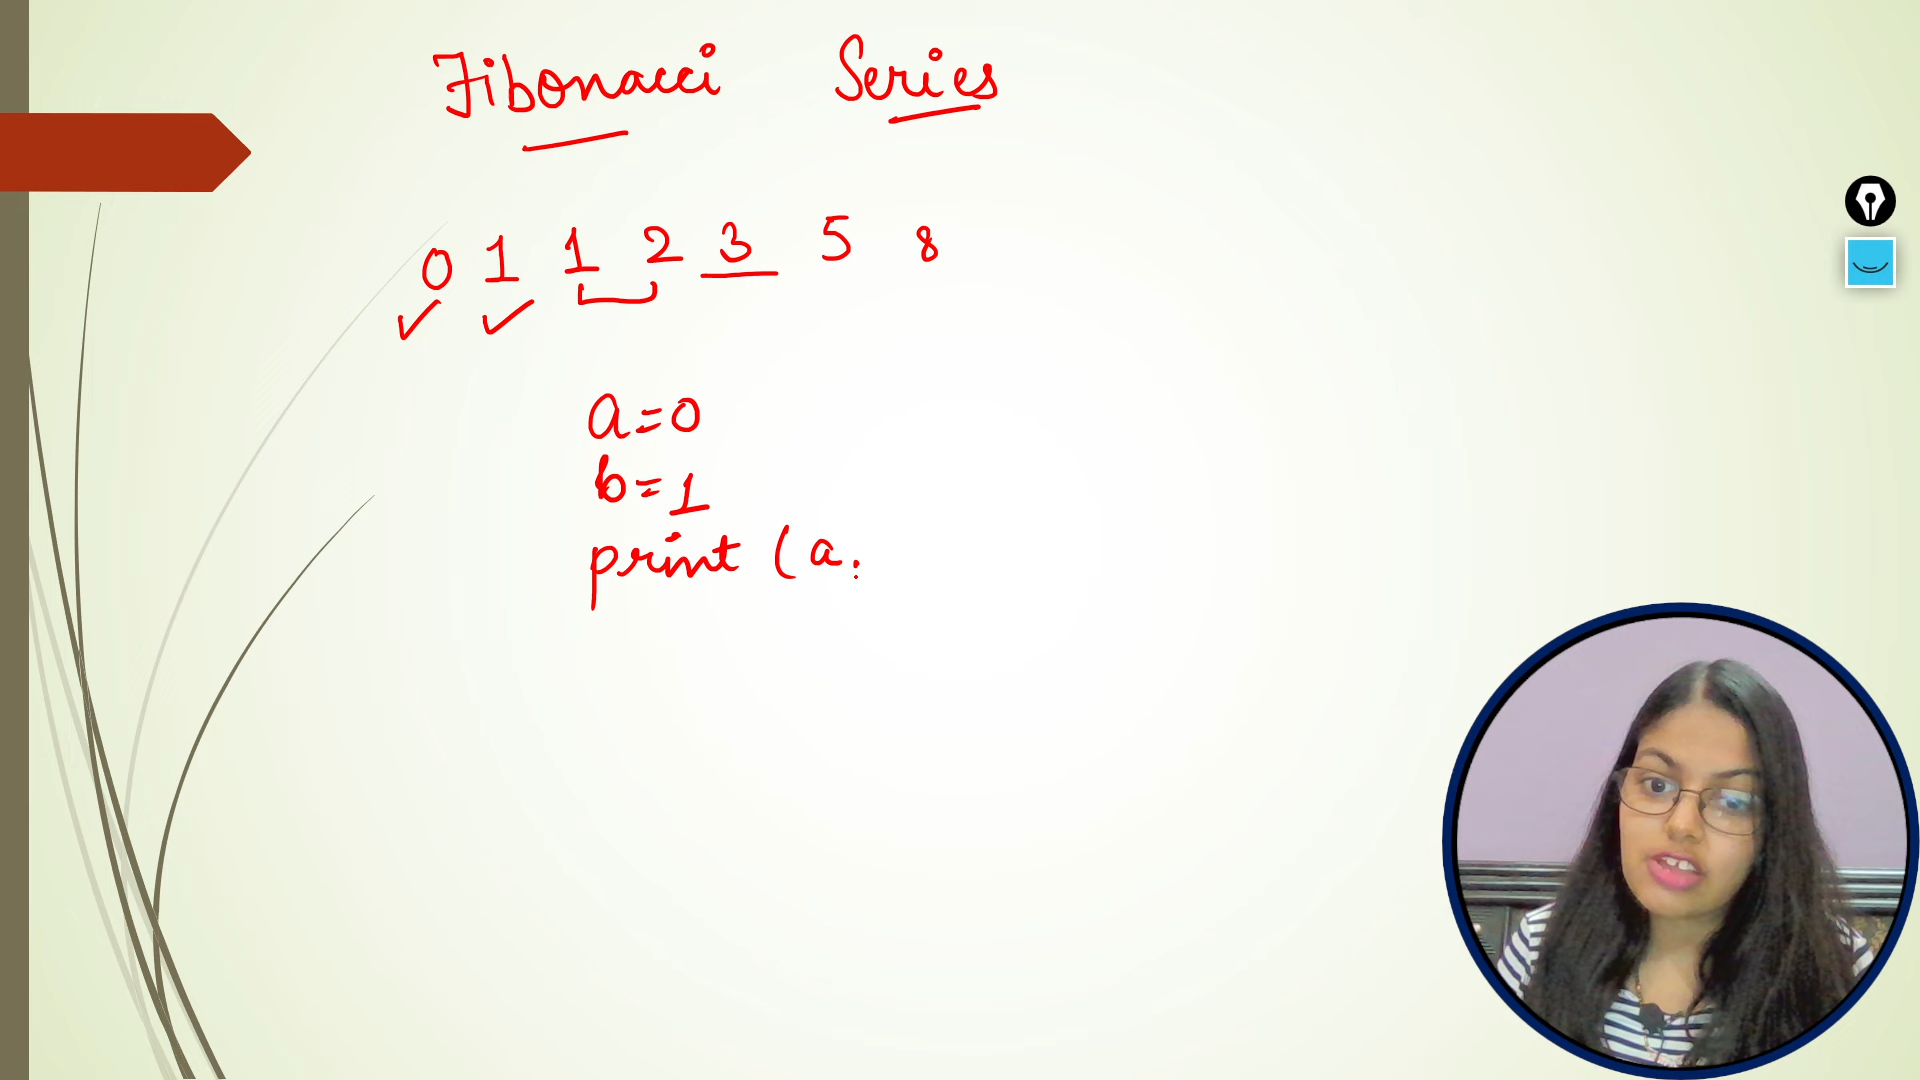 Fibonacci Series
0 1 1 2 3 5 8
a=0
b=1
print (a.